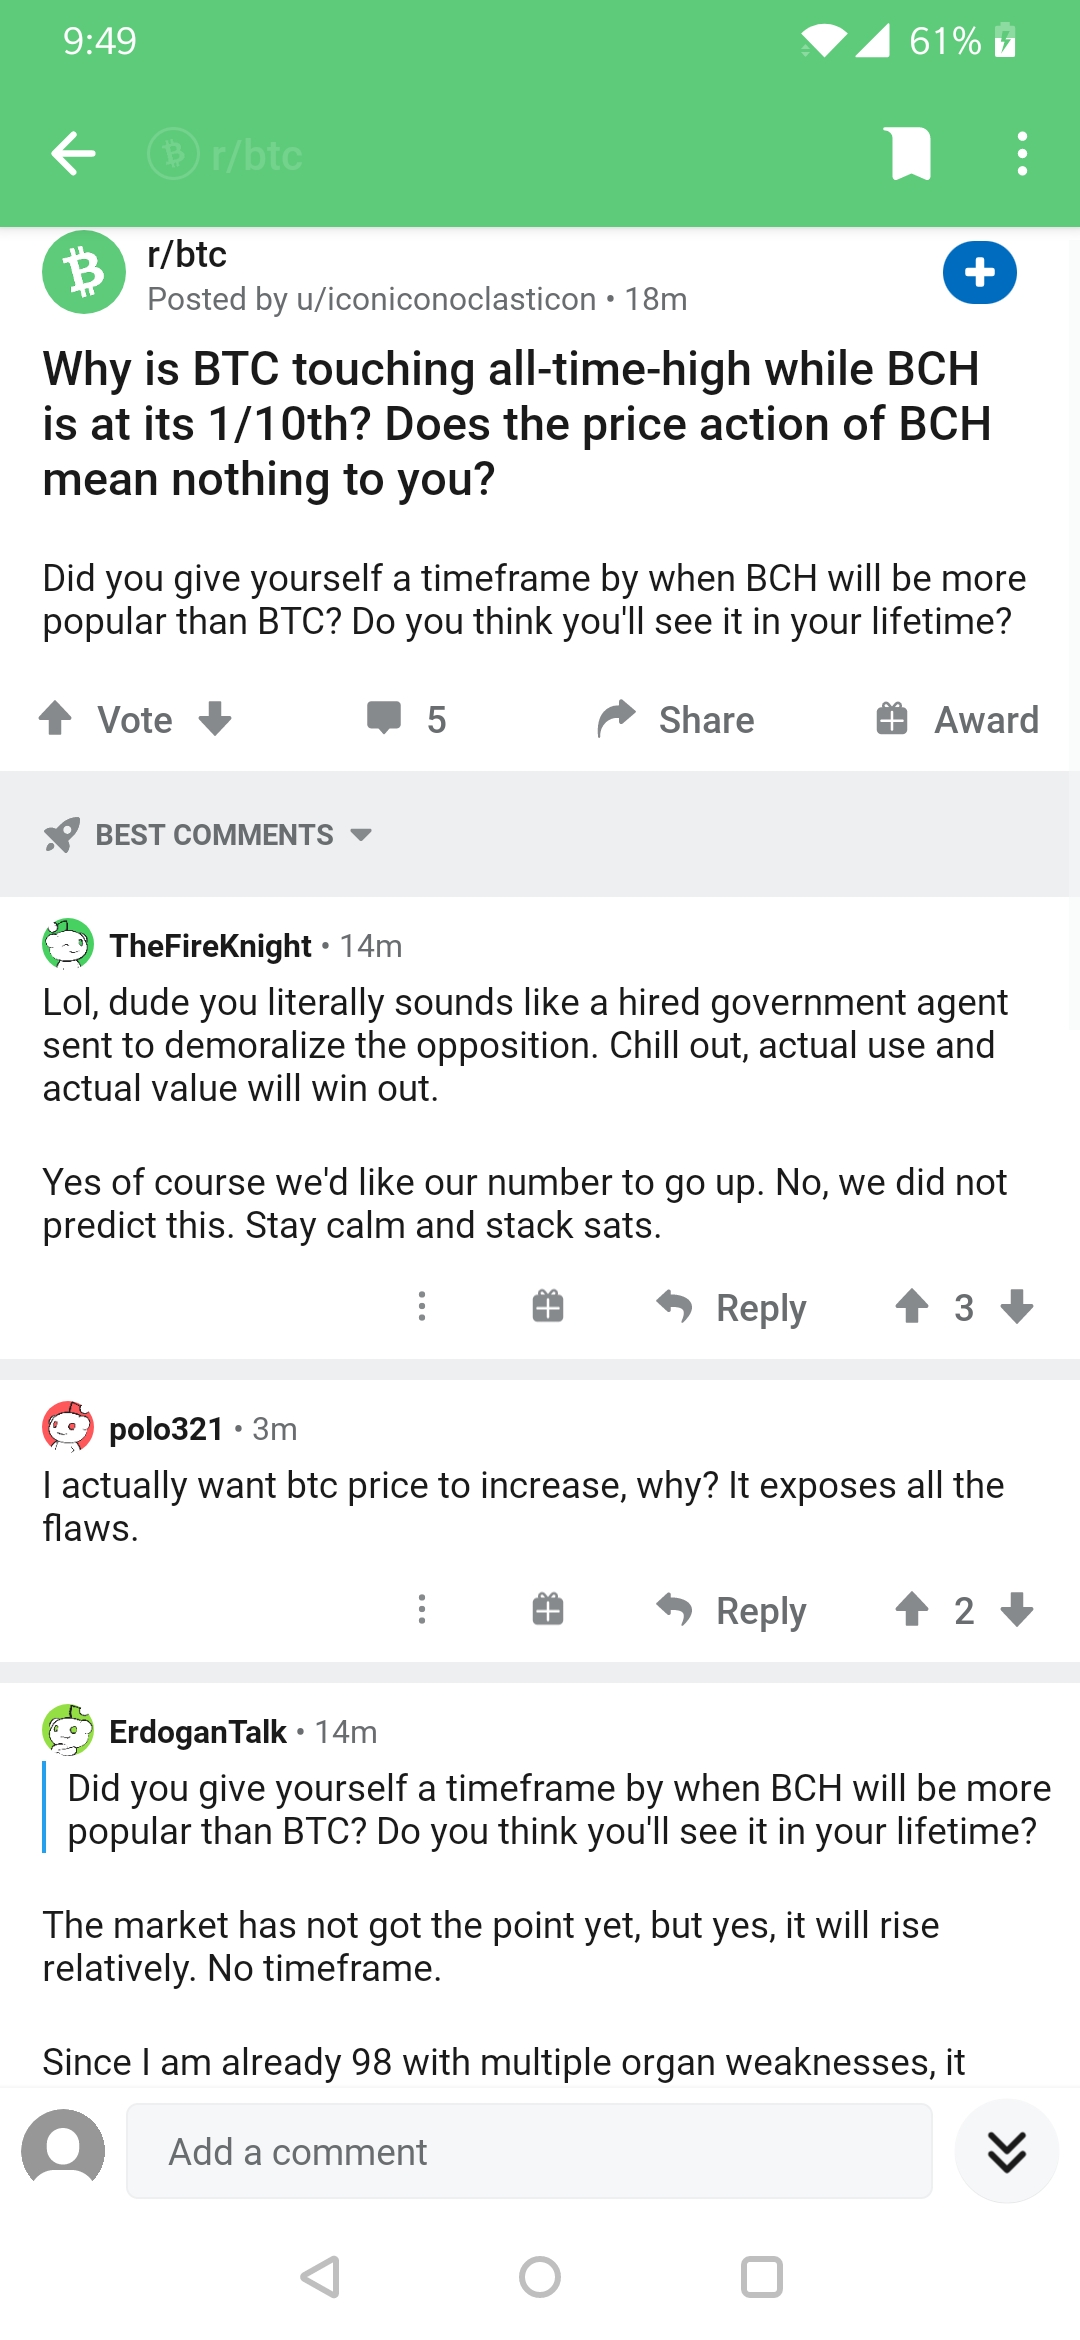 9:49
61%
r/btc
r/btc
Posted by u/iconiconoclasticon • 18m
Why is BTC touching all-time-high while BCH
is at its 1/10th? Does the price action of BCH
mean nothing to you?
Did you give yourself a timeframe by when BCH will be more
popular than BTC? Do you think you'll see it in your lifetime?
Vote
5
Share
Award
BEST COMMENTS
TheFireKnight • 14m
Lol, dude you literally sounds like a hired government agent
sent to demoralize the opposition. Chill out, actual use and
actual value will win out.
Yes of course we'd like our number to go up. No, we did not
predict this. Stay calm and stack sats.
Reply
3
polo321 • 3m
I actually want btc price to increase, why? It exposes all the
flaws.
Reply
2
ErdoganTalk • 14m
Did you give yourself a timeframe by when BCH will be more
popular than BTC? Do you think you'll see it in your lifetime?
The market has not got the point yet, but yes, it will rise
relatively. No timeframe.
Since I am already 98 with multiple organ weaknesses, it
Add a comment